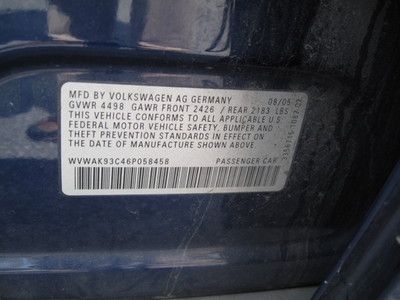 MFD BY VOLKSWAGEN AG GERMANY 08/05
GVWR 4498 GAWR FRONT 2426 / REAR 2183 LBS
THIS VEHICLE CONFORMS TO ALL APPLICABLE U.S.
FEDERAL MOTOR VEHICLE SAFETY, BUMPER AND
THEFT PREVENTION STANDARDS IN EFFECT
ON THE DATE OF MANUFACTURE SHOWN ABOVE.
WVWAK93C46P058458 PASSENGER CAR